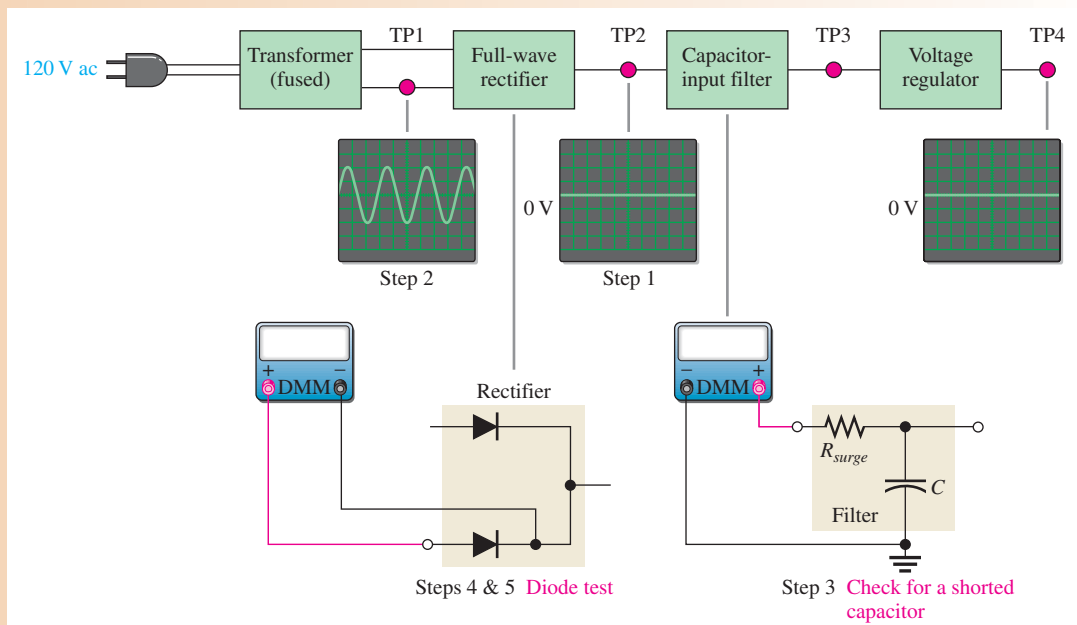 120 V ac
Transformer
(fused)
TP1
Full-wave
rectifier
TP2
Capacitor-
input filter
TP3
Voltage
regulator
TP4
Step 2
0 V
Step 1
0 V
+ DMM −
Rectifier
Steps 4 & 5 Diode test
− DMM +
R_surge
C
Filter
Step 3 Check for a shorted
capacitor